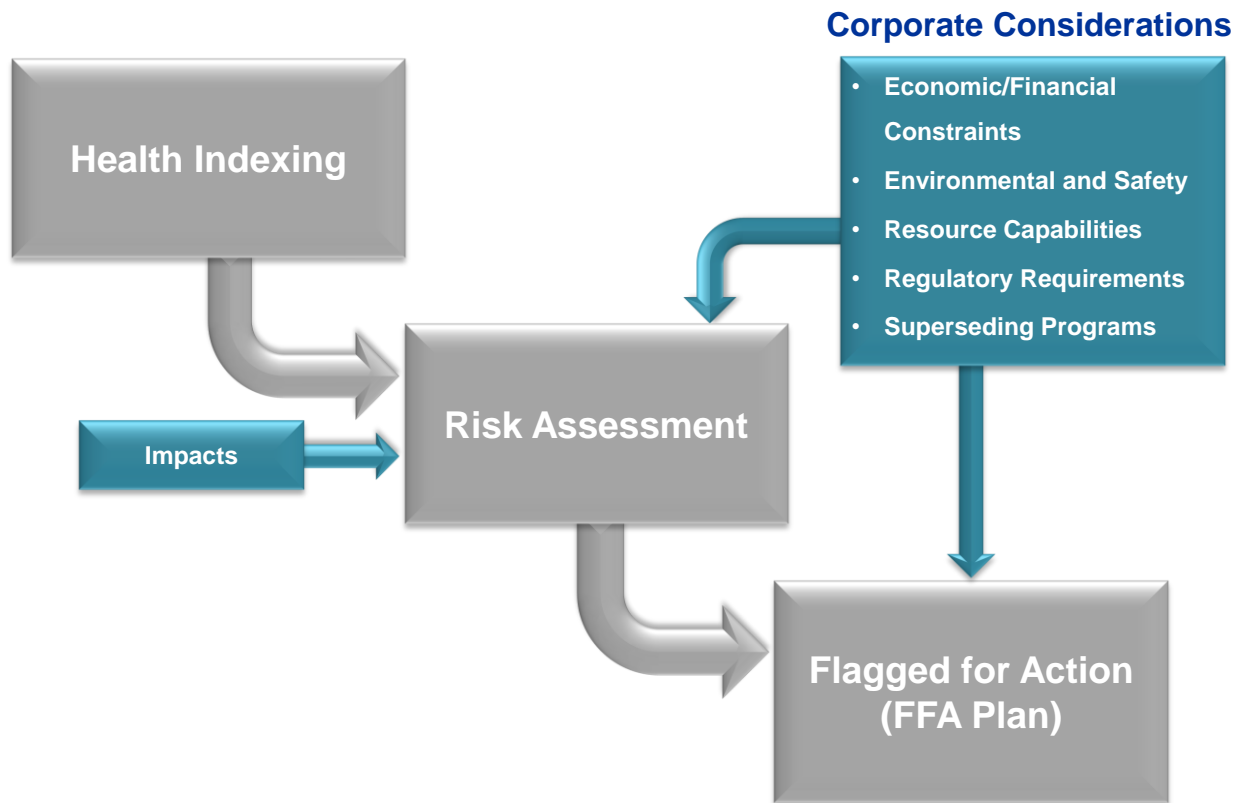 Corporate Considerations
Health Indexing
• Economic/Financial
Constraints
• Environmental and Safety
• Resource Capabilities
• Regulatory Requirements
• Superseding Programs
Risk Assessment
Impacts
Flagged for Action
(FFA Plan)